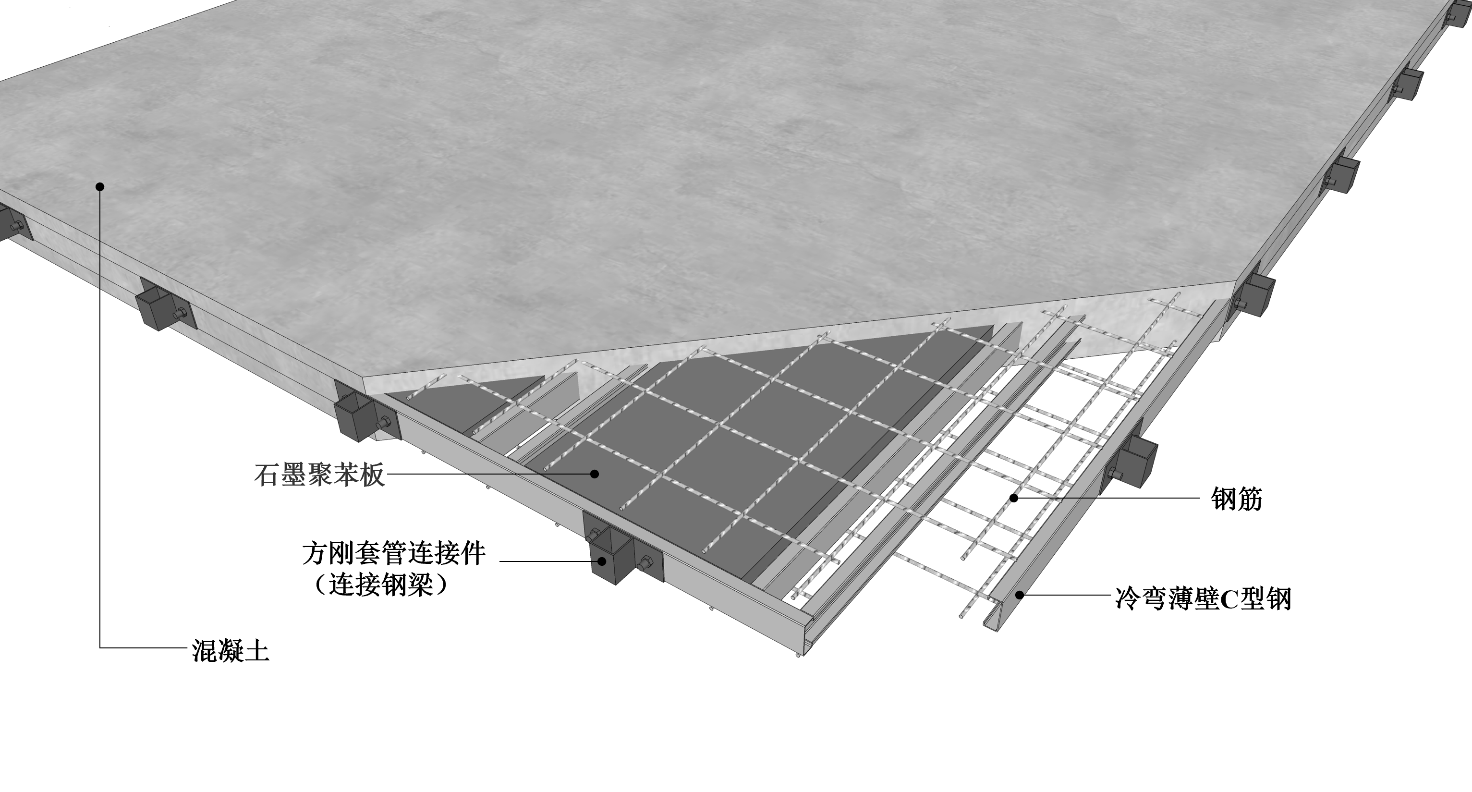 石墨聚苯板
钢筋
方刚套管连接件
（连接钢梁）
冷弯薄壁C型钢
混凝土